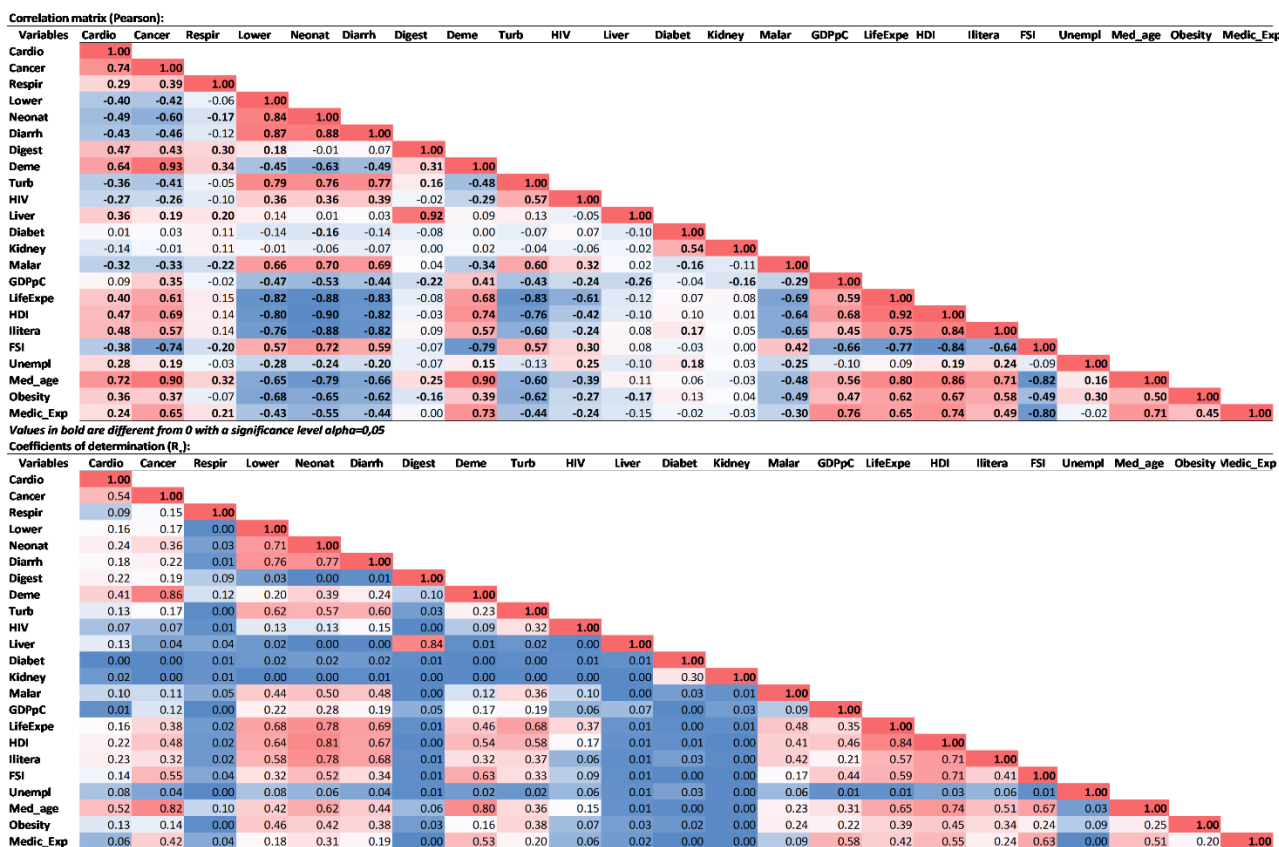 Correlation matrix (Pearson):
Variables Cardio Cancer Respir Lower Neonat Diarrh Digest Deme Turb HIV Liver Diabet Kidney Malar GDPpC LifeExpe HDI Ilitera FSI Unempl Med_age Obesity Medic_Exp
Cardio 1.00
Cancer 0.74 1.00
Respir 0.29 0.39 1.00
Lower -0.40 -0.42 -0.06 1.00
Neonat -0.49 -0.60 -0.17 0.84 1.00
Diarrh -0.43 -0.46 -0.12 0.87 0.88 1.00
Digest 0.47 0.43 0.30 0.18 -0.01 0.07 1.00
Deme 0.64 0.93 0.34 -0.45 -0.63 -0.49 0.31 1.00
Turb -0.36 -0.41 -0.05 0.79 0.76 0.77 0.16 -0.48 1.00
HIV -0.27 -0.26 -0.10 0.36 0.36 0.39 -0.02 -0.29 0.57 1.00
Liver 0.36 0.19 0.20 0.14 0.01 0.03 0.92 0.09 0.13 -0.05 1.00
Diabet 0.01 0.03 0.11 -0.14 -0.16 -0.14 -0.08 0.00 -0.07 0.07 -0.10 1.00
Kidney -0.14 -0.01 0.11 -0.01 -0.06 -0.07 0.00 0.02 -0.04 -0.06 -0.02 0.54 1.00
Malar -0.32 -0.33 -0.22 0.66 0.70 0.69 0.04 -0.34 0.60 0.32 0.02 -0.16 -0.11 1.00
GDPpC 0.09 0.35 -0.02 -0.47 -0.53 -0.44 -0.22 0.41 -0.43 -0.24 -0.26 -0.04 -0.16 -0.29 1.00
LifeExpe 0.40 0.61 0.15 -0.82 -0.88 -0.83 -0.08 0.68 -0.83 -0.61 -0.12 0.07 0.08 -0.69 0.59 1.00
HDI 0.47 0.69 0.14 -0.80 -0.90 -0.82 -0.03 0.74 -0.76 -0.42 -0.10 0.10 0.01 -0.64 0.68 0.92 1.00
Ilitera 0.48 0.57 0.14 -0.76 -0.88 -0.82 0.09 0.57 -0.60 -0.24 0.08 0.17 0.05 -0.65 0.45 0.75 0.84 1.00
FSI -0.38 -0.74 -0.20 0.57 0.72 0.59 0.08 -0.79 0.57 0.30 0.08 -0.03 0.00 0.42 -0.66 -0.77 -0.84 -0.64 1.00
Unempl 0.28 0.19 -0.03 -0.28 -0.24 -0.20 -0.07 0.15 -0.13 0.25 -0.10 0.18 0.03 -0.25 -0.10 0.09 0.19 0.24 -0.09 1.00
Med_age 0.72 0.90 0.32 -0.65 -0.79 -0.66 0.25 0.90 -0.60 -0.39 0.11 0.06 -0.03 -0.48 0.56 0.80 0.86 0.71 -0.82 0.16 1.00
Obesity 0.36 0.37 -0.07 -0.68 -0.65 -0.62 -0.16 0.39 -0.62 -0.27 -0.17 0.13 -0.04 -0.49 0.47 0.62 0.67 0.58 -0.49 0.30 0.50 1.00
Medic_Exp 0.24 0.65 0.21 -0.43 -0.55 -0.44 0.00 0.73 -0.44 -0.24 -0.15 0.02 -0.03 -0.30 0.76 0.65 0.74 0.49 -0.80 -0.02 0.71 0.45 1.00
Values in bold are different from 0 with a significance level alpha=0,05
Coefficients of determination (R):
Variables Cardio Cancer Respir Lower Neonat Diarrh Digest Deme Turb HIV Liver Diabet Kidney Malar GDPpC LifeExpe HDI Ilitera FSI Unempl Med_age Obesity Medic_Exp
Cardio 1.00
Cancer 0.54 1.00
Respir 0.09 0.15 1.00
Lower 0.16 0.17 0.00 1.00
Neonat 0.24 0.36 0.03 0.71 1.00
Diarrh 0.18 0.22 0.01 0.76 0.77 1.00
Digest 0.22 0.19 0.09 0.03 0.00 0.01 1.00
Deme 0.41 0.86 0.12 0.20 0.39 0.24 0.10 1.00
Turb 0.13 0.17 0.00 0.62 0.57 0.60 0.03 0.23 1.00
HIV 0.07 0.07 0.01 0.13 0.13 0.15 0.00 0.09 0.32 1.00
Liver 0.13 0.04 0.04 0.02 0.00 0.00 0.84 0.01 0.02 0.00 1.00
Diabet 0.00 0.00 0.01 0.02 0.02 0.02 0.01 0.00 0.00 0.01 0.01 1.00
Kidney 0.02 0.00 0.01 0.00 0.00 0.01 0.00 0.00 0.00 0.00 0.00 0.30 1.00
Malar 0.10 0.11 0.05 0.44 0.50 0.48 0.00 0.12 0.36 0.10 0.00 0.03 0.01 1.00
GDPpC 0.01 0.12 0.00 0.22 0.28 0.19 0.05 0.17 0.19 0.06 0.07 0.00 0.03 0.09 1.00
LifeExpe 0.16 0.38 0.02 0.68 0.78 0.69 0.01 0.46 0.68 0.37 0.01 0.00 0.01 0.48 0.35 1.00
HDI 0.22 0.48 0.02 0.64 0.81 0.67 0.00 0.54 0.58 0.17 0.01 0.01 0.00 0.41 0.46 0.84 1.00
Ilitera 0.23 0.32 0.02 0.58 0.78 0.68 0.01 0.32 0.37 0.06 0.01 0.03 0.00 0.42 0.21 0.57 0.71 1.00
FSI 0.14 0.55 0.04 0.32 0.52 0.34 0.01 0.63 0.33 0.09 0.01 0.00 0.00 0.17 0.44 0.59 0.71 0.41 1.00
Unempl 0.08 0.04 0.00 0.08 0.06 0.04 0.01 0.02 0.02 0.06 0.01 0.03 0.00 0.06 0.01 0.01 0.03 0.06 0.01 1.00
Med_age 0.52 0.82 0.10 0.42 0.62 0.44 0.06 0.80 0.36 0.15 0.01 0.00 0.00 0.23 0.31 0.65 0.74 0.51 0.67 0.03 1.00
Obesity 0.13 0.14 0.00 0.46 0.42 0.38 0.03 0.16 0.38 0.07 0.03 0.02 0.00 0.24 0.22 0.39 0.45 0.34 0.24 0.09 0.25 1.00
Medic_Exp 0.06 0.42 0.04 0.18 0.31 0.19 0.00 0.53 0.20 0.06 0.02 0.00 0.00 0.09 0.58 0.42 0.55 0.24 0.63 0.00 0.51 0.20 1.00